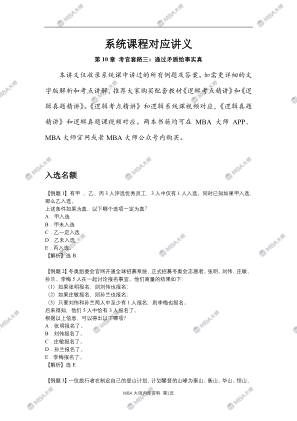 系统课程对应讲义
第 10 章 考官套路三：通过矛盾给事实真
本讲义仅收录系统课中讲过的所有例题及答案，如需更详细的文
字版解析和考点讲解，推荐大家购买配套教材《逻辑考点精讲》和《逻
辑真题精讲》。《逻辑考点精讲》和逻辑系统课视频对应，《逻辑真题
精讲》和逻辑真题课视频对应。两本书籍均可在 MBA 大师 APP、
MBA 大师官网或者 MBA 大师公众号内购买。
入选名额
【例题 1】有甲、乙、丙 3 人评选优秀员工，3 人中仅有 1 人入选，同时已知如果甲入选，
那么乙入选。
上述条件如果为真，以下哪个选项一定为真？
A．甲入选
B．甲未入选
C．乙一定入选
D．乙未入选
E．丙入选。
【解析】选 B
【例题 2】冬奥组委会官网开通全球招募系统，正式招募冬奥志愿者，张明、刘伟、庄敏、
孙兰、李梅 5 人在一起讨论报名事宜，他们商量的结果如下：
（1）如果张明报名，则刘伟也报名；
（2）如果庄敏报名，则孙兰也报名；
（3）只要刘伟和孙兰两人中至少有 1 人报名，则李梅也报名。
后来得知，他们 5 人中恰有 3 人报名了。
根据以上信息，可以得出以下哪项？
A．张明报名了。
B．刘伟报名了。
C．庄敏报名了。
D．孙兰报名了。
E．李梅报名了。
【解析】选 E
【例题 3】一位旅行者在制定自己的登山计划，计划攀登的山峰为泰山、衡山、华山、恒山、
MBA 大师内部资料 第1页